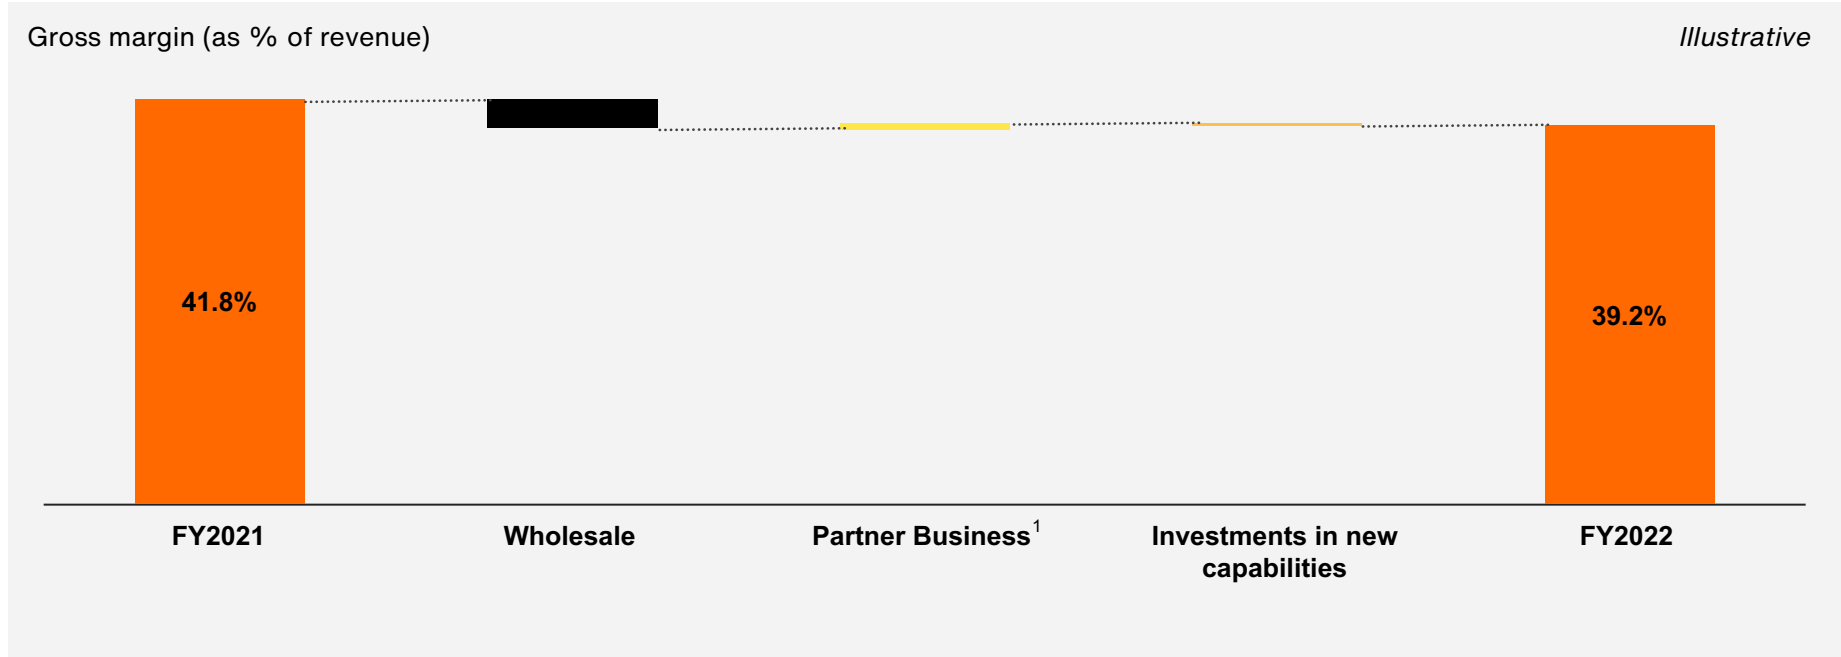 Gross margin (as % of revenue)
Illustrative
41.8%
39.2%
FY2021
Wholesale
Partner Business1
Investments in new
capabilities
FY2022